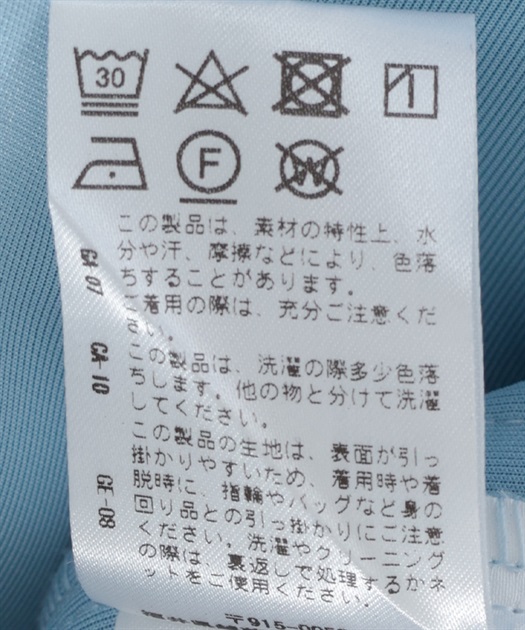 30
F
W
この製品は、素材の特性上、水
分や汗、摩擦などにより、色落
ちすることがあります。
ご着用の際は、充分ご注意くだ
さい。
この製品は、洗濯の際多少色落
ちします。他の物と分けて洗濯
してください。
この製品の生地は、表面が引っ
掛かりやすいため、着用時や着
脱時に、指輪やバッグなど身の
回り品との引っ掛かりにご注意
ください。洗濯やクリーニング
の際は、裏返しで処理するかネ
ットをご使用ください。
CA-07
CA-10
CE-08